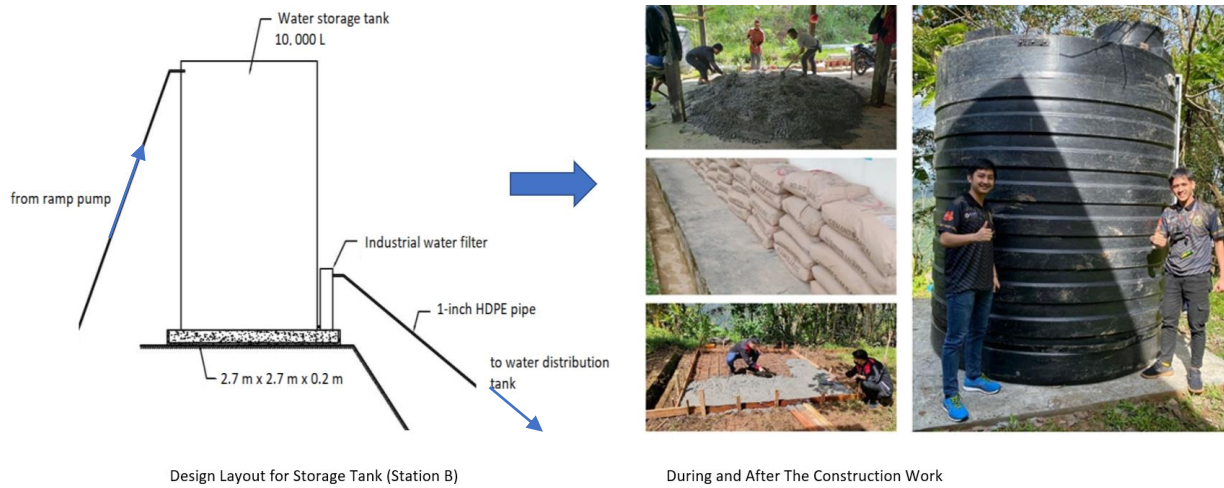 Water storage tank
10, 000 L
from ramp pump
Industrial water filter
1-inch HDPE pipe
to water distribution
tank
2.7 m x 2.7 m x 0.2 m
Design Layout for Storage Tank (Station B)
During and After The Construction Work